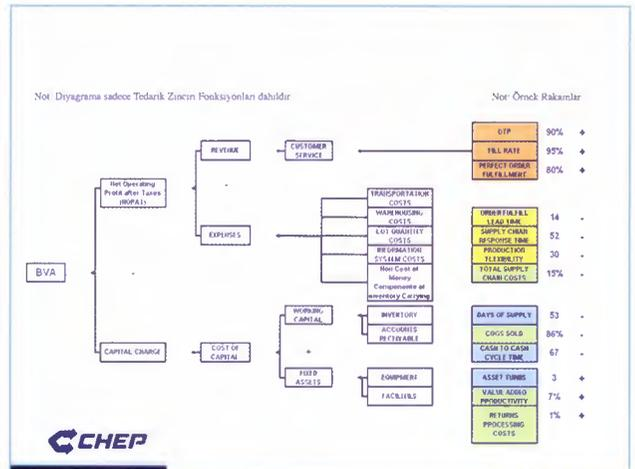 Not: Diyagrama sadece Tedarik Zinciri Fonksiyonları dahildir
Not: Örnek Rakamlar
OTP 90% +
REVENUE
CUSTOMER
SERVICE
FILL RATE 95% +
PERFECT ORDER
FULFILLMENT 80% +
Net Operating
Profit after Taxes
(NOPAT)
-
TRANSPORTATION
COSTS
WAREHOUSING
COSTS
ORDER FULFILL
LEAD TIME 14 -
EXPENSES
LOT QUANTITY
COSTS
SUPPLY CHAIN
RESPONSE TIME 52 -
INFORMATION
SYSTEM COSTS
PRODUCTION
FLEXIBILITY 30 -
BVA
-
Non Cost of
Money
Components of
Inventory Carrying
TOTAL SUPPLY
CHAIN COSTS 15% -
WORKING
CAPITAL
INVENTORY
DAYS OF SUPPLY 53 -
ACCOUNTS
RECEIVABLE
COGS SOLD 86% -
CAPITAL CHARGE
COST OF
CAPITAL
+
CASH TO CASH
CYCLE TIME 67 -
FIXED
ASSETS
EQUIPMENT
ASSET TURNS 3 +
FACILITIES
VALUE ADDED
PRODUCTIVITY 7% +
RETURNS
PROCESSING
COSTS 1% +
CHEP